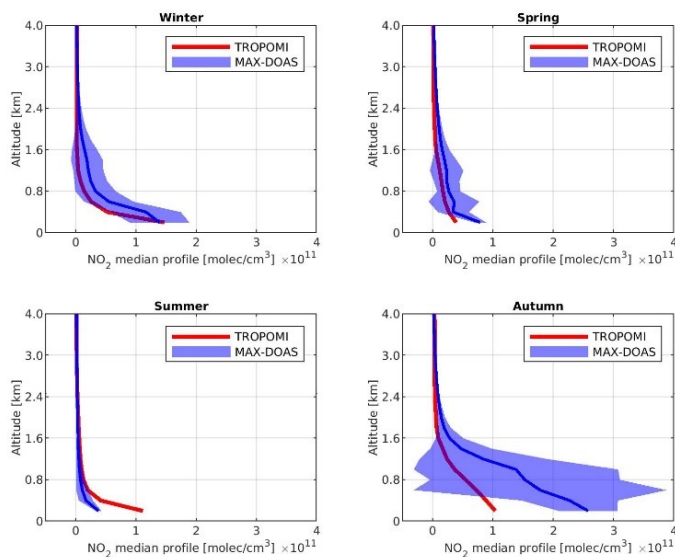 Winter
TROPOMI
MAX-DOAS
4.0
4.0
2.4
1.6
0.8
0
Altitude [km]
0 1 2 3 4
NO2 median profile [molec/cm3] ×10^11
Spring
TROPOMI
MAX-DOAS
4.0
4.0
2.4
1.6
0.8
0
Altitude [km]
0 1 2 3 4
NO2 median profile [molec/cm3] ×10^11
Summer
TROPOMI
MAX-DOAS
4.0
4.0
2.4
1.6
0.8
0
Altitude [km]
0 1 2 3 4
NO2 median profile [molec/cm3] ×10^11
Autumn
TROPOMI
MAX-DOAS
4.0
4.0
2.4
1.6
0.8
0
Altitude [km]
0 1 2 3 4
NO2 median profile [molec/cm3] ×10^11